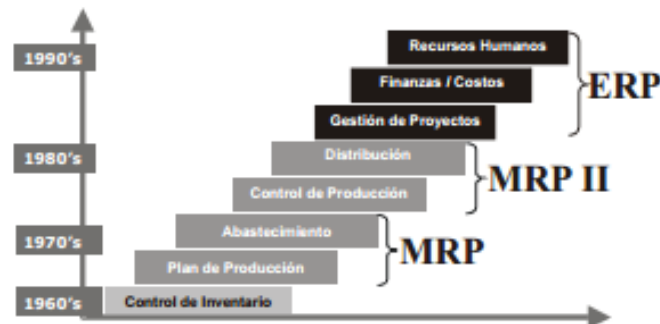 1990's
Recursos Humanos
Finanzas / Costos
Gestión de Proyectos
ERP
1980's
Distribución
Control de Producción
MRP II
1970's
Abastecimiento
Plan de Producción
MRP
1960's
Control de Inventario